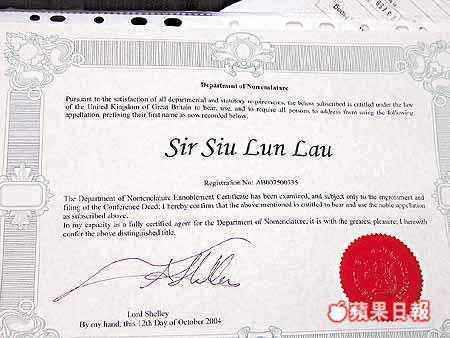 Department of Nomenclature
Pursuant to the satisfaction of all departmental and statutory requirements, the below subscribed is entitled under the law
of the United Kingdom of Great Britain to bear, use, and to require all persons to address them using the following
appellation, prefixing their first name as now recorded below.
Sir Siu Lun Lau
Registration No: AB007500335
The Department of Nomenclature Ennoblement Certificate has been examined, and subject only to the engrossment and
filing of the Conference Deed; I hereby confirm that the above mentioned is entitled to bear and use the noble appellation
as subscribed above.
In my capacity as a fully certified agent for the Department of Nomenclature, it is with the greatest pleasure; I herewith
confer the above distinguished title.
Lord Shelley
By my hand, this 12th Day of October 2004
蘋果日報